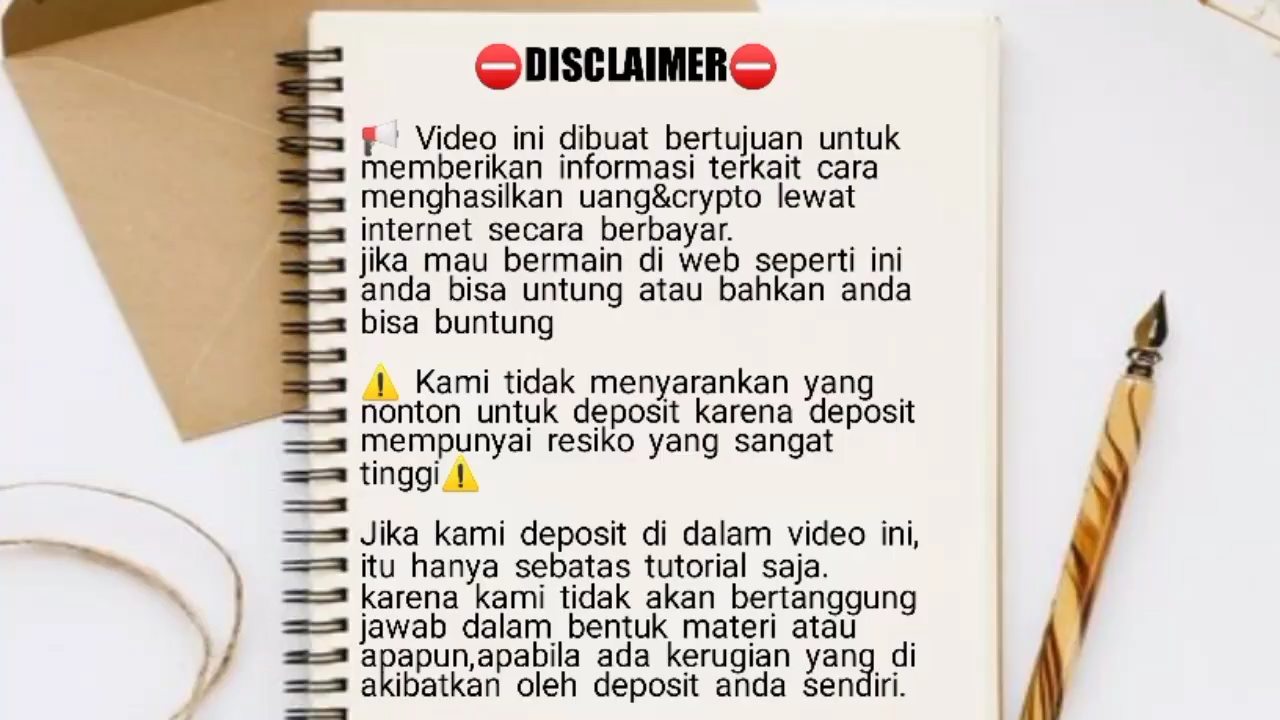 ⛔DISCLAIMER⛔
📢 Video ini dibuat bertujuan untuk
memberikan informasi terkait cara
menghasilkan uang&crypto lewat
internet secara berbayar.
jika mau bermain di web seperti ini
anda bisa untung atau bahkan anda
bisa buntung
⚠️ Kami tidak menyarankan yang
nonton untuk deposit karena deposit
mempunyai resiko yang sangat
tinggi⚠️
Jika kami deposit di dalam video ini,
itu hanya sebatas tutorial saja.
karena kami tidak akan bertanggung
jawab dalam bentuk materi atau
apapun,apabila ada kerugian yang di
akibatkan oleh deposit anda sendiri.